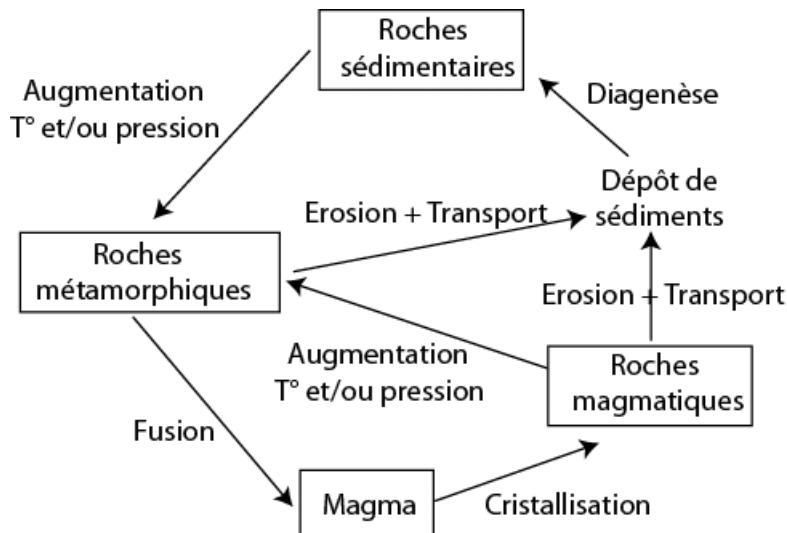 Roches
sédimentaires
Augmentation
T° et/ou pression
Diagenèse
Dépôt de
sédiments
Erosion + Transport
Roches
métamorphiques
Erosion + Transport
Augmentation
T° et/ou pression
Roches
magmatiques
Fusion
Magma
Cristallisation